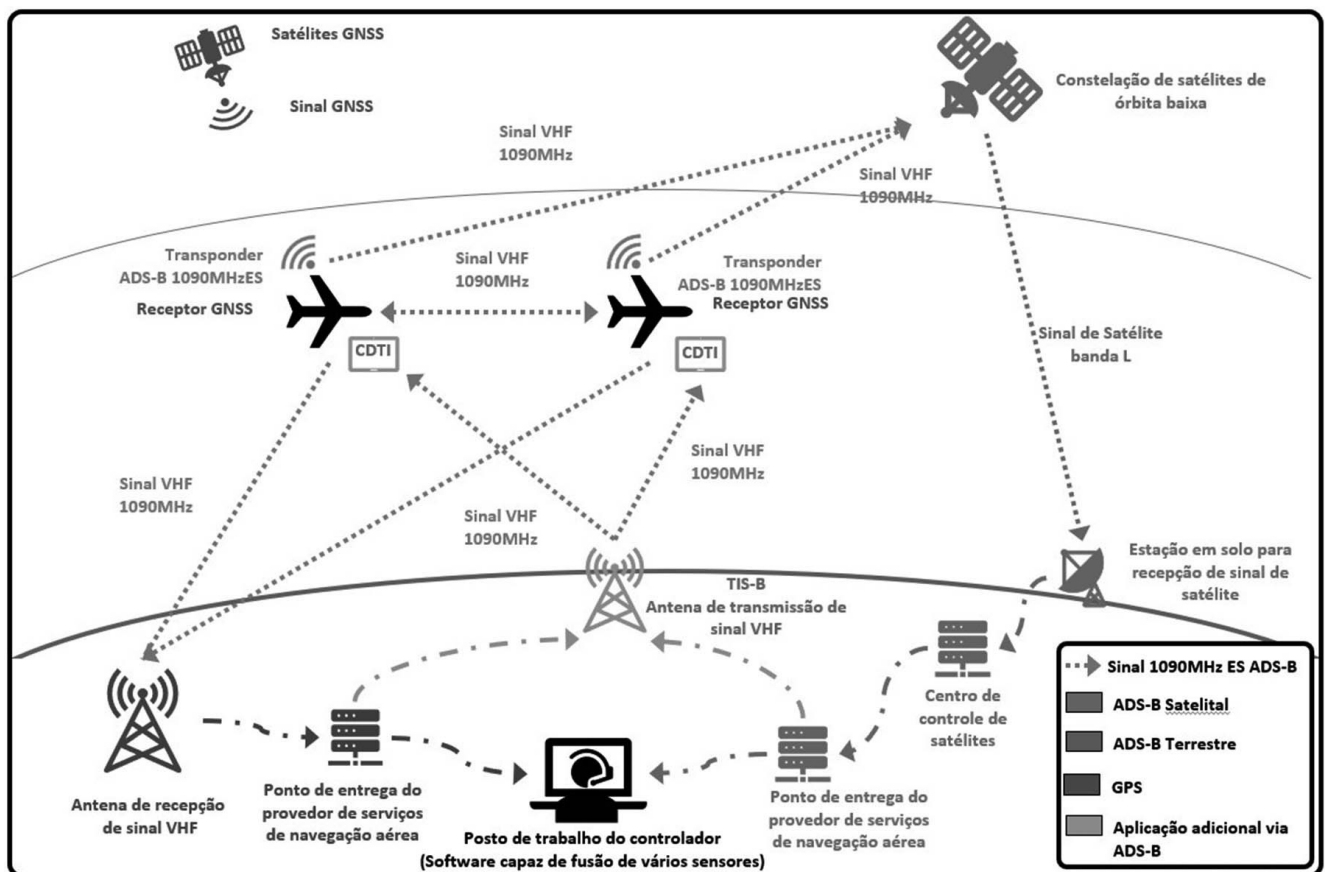 Satélites GNSS
Sinal GNSS
Constelação de satélites de
órbita baixa
Sinal VHF
1090MHz
Sinal VHF
1090MHz
Transponder
ADS-B 1090MHzES
Receptor GNSS
Sinal VHF
1090MHz
Transponder
ADS-B 1090MHzES
Receptor GNSS
CDTI
CDTI
Sinal de Satélite
banda L
Sinal VHF
1090MHz
Sinal VHF
1090MHz
Sinal VHF
1090MHz
Estação em solo para
recepção de sinal de
satélite
TIS-B
Antena de transmissão de
sinal VHF
Centro de
controle de
satélites
Antena de recepção
de sinal VHF
Ponto de entrega do
provedor de serviços
de navegação aérea
Posto de trabalho do controlador
(Software capaz de fusão de vários sensores)
Ponto de entrega do
provedor de serviços
de navegação aérea
Sinal 1090MHz ES ADS-B
ADS-B Satelital
ADS-B Terrestre
GPS
Aplicação adicional via
ADS-B